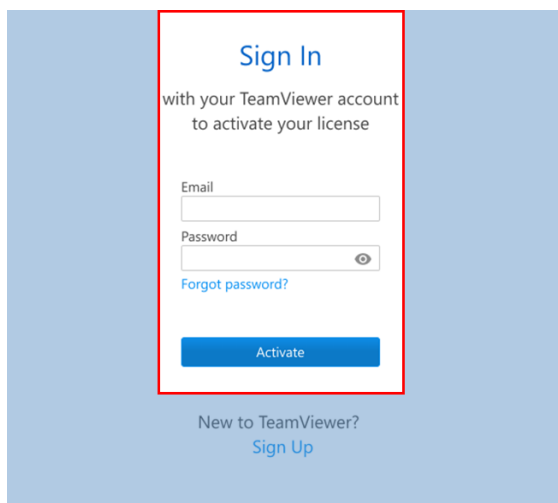 Sign In
with your TeamViewer account
to activate your license
Email
Password
Forgot password?
Activate
New to TeamViewer?
Sign Up